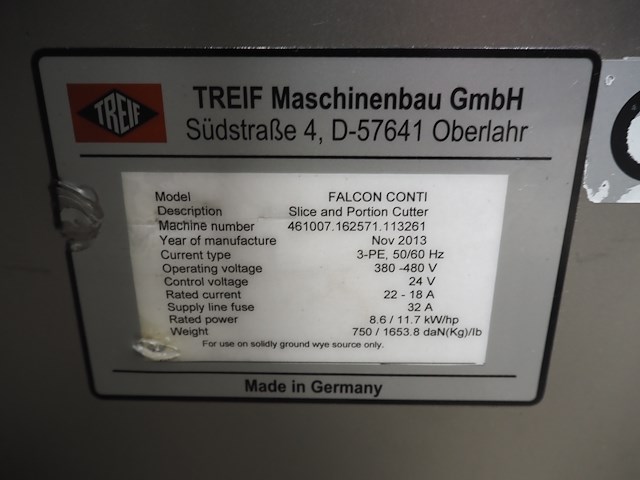 TREIF
TREIF Maschinenbau GmbH
Südstraße 4, D-57641 Oberlahr
Model FALCON CONTI
Description Slice and Portion Cutter
Machine number 461007.162571.113261
Year of manufacture Nov 2013
Current type 3-PE, 50/60 Hz
Operating voltage 380 -480 V
Control voltage 24 V
Rated current 22 - 18 A
Supply line fuse 32 A
Rated power 8.6 / 11.7 kW/hp
Weight 750 / 1653.8 daN(Kg)/lb
For use on solidly ground wye source only.
Made in Germany